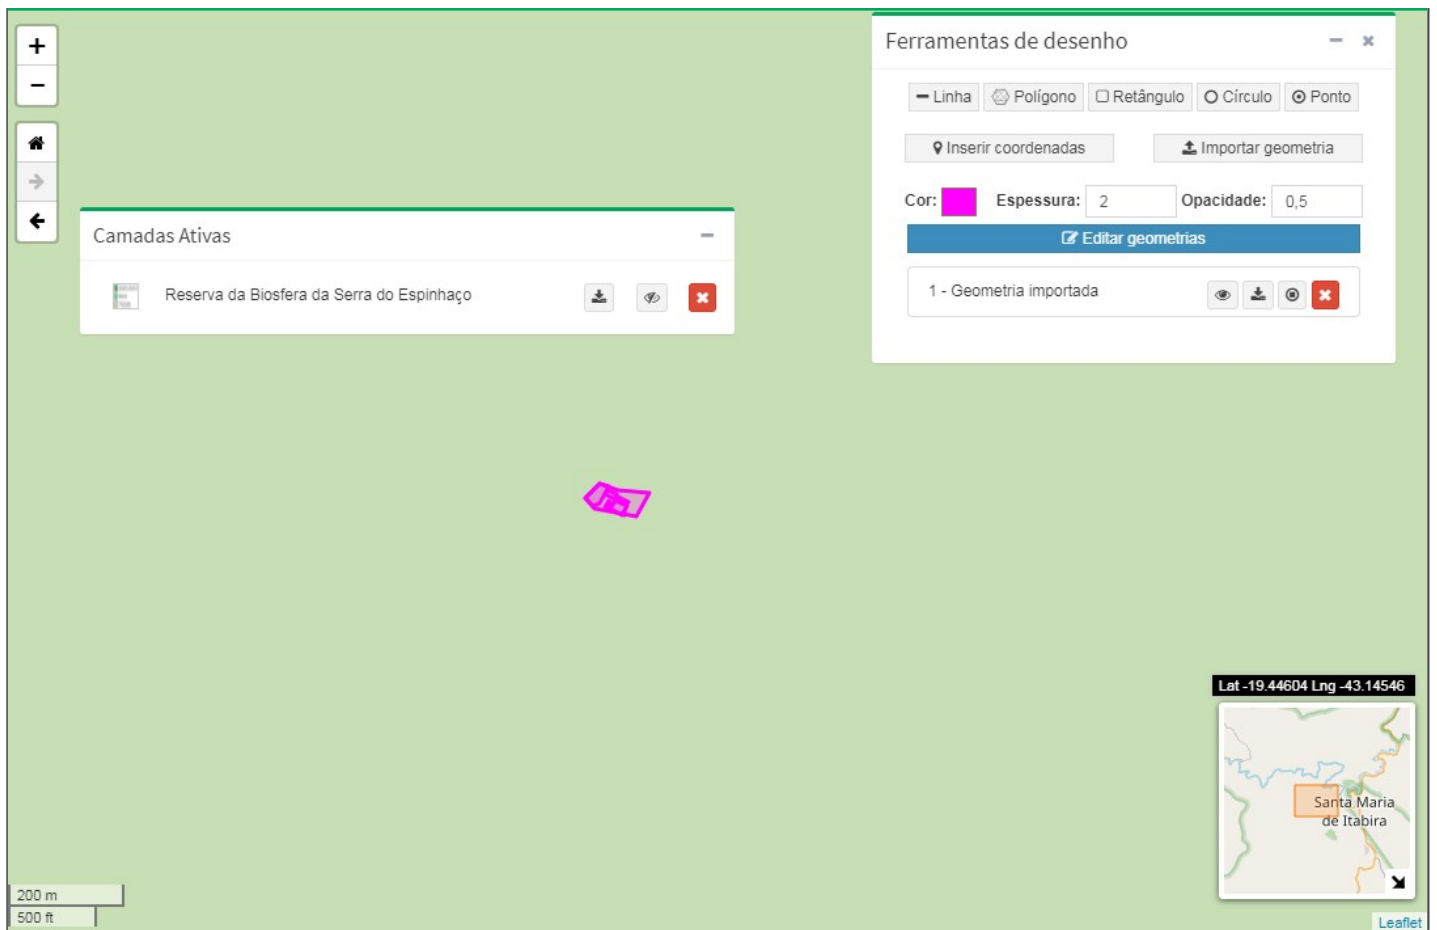 Ferramentas de desenho
Linha Polígono Retângulo Círculo Ponto
Inserir coordenadas Importar geometria
Cor: Espessura: 2 Opacidade: 0,5
Editar geometrias
1 - Geometria importada
Camadas Ativas
Reserva da Biosfera da Serra do Espinhaço
Lat -19.44604 Lng -43.14546
Santa Maria
de Itabira
200 m
500 ft
Leaflet